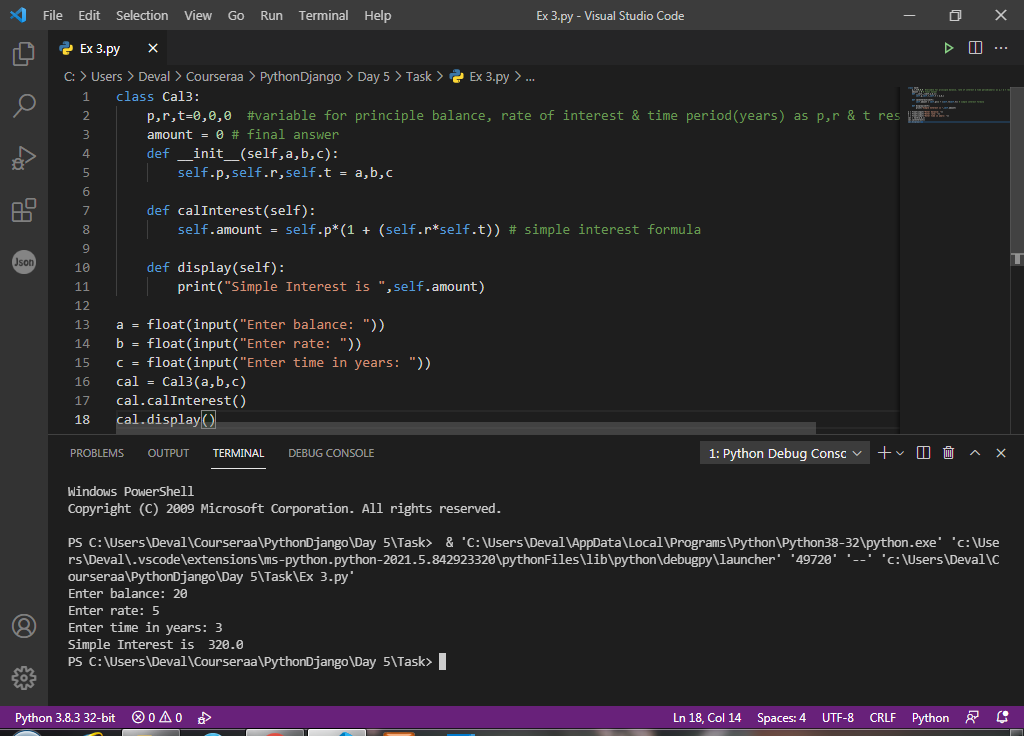 File Edit Selection View Go Run Terminal Help Ex 3.py - Visual Studio Code
Ex 3.py
C: > Users > Deval > Courseraa > PythonDjango > Day 5 > Task > Ex 3.py > ...
1 class Cal3:
2 p,r,t=0,0,0 #variable for principle balance, rate of interest & time period(years) as p,r & t res
3 amount = 0 # final answer
4 def __init__(self,a,b,c):
5 self.p,self.r,self.t = a,b,c
6
7 def calInterest(self):
8 self.amount = self.p*(1 + (self.r*self.t)) # simple interest formula
9
10 def display(self):
11 print("Simple Interest is ",self.amount)
12
13 a = float(input("Enter balance: "))
14 b = float(input("Enter rate: "))
15 c = float(input("Enter time in years: "))
16 cal = Cal3(a,b,c)
17 cal.calInterest()
18 cal.display()
Json
PROBLEMS OUTPUT TERMINAL DEBUG CONSOLE 1: Python Debug Consc
Windows PowerShell
Copyright (C) 2009 Microsoft Corporation. All rights reserved.
PS C:\Users\Deval\Courseraa\PythonDjango\Day 5\Task> & 'C:\Users\Deval\AppData\Local\Programs\Python\Python38-32\python.exe' 'c:\Use
rs\Deval\.vscode\extensions\ms-python.python-2021.5.842923320\pythonFiles\lib\python\debugpy\launcher' '49720' '--' 'c:\Users\Deval\C
ourseraa\PythonDjango\Day 5\Task\Ex 3.py'
Enter balance: 20
Enter rate: 5
Enter time in years: 3
Simple Interest is  320.0
PS C:\Users\Deval\Courseraa\PythonDjango\Day 5\Task>
Python 3.8.3 32-bit 0 0 Ln 18, Col 14 Spaces: 4 UTF-8 CRLF Python